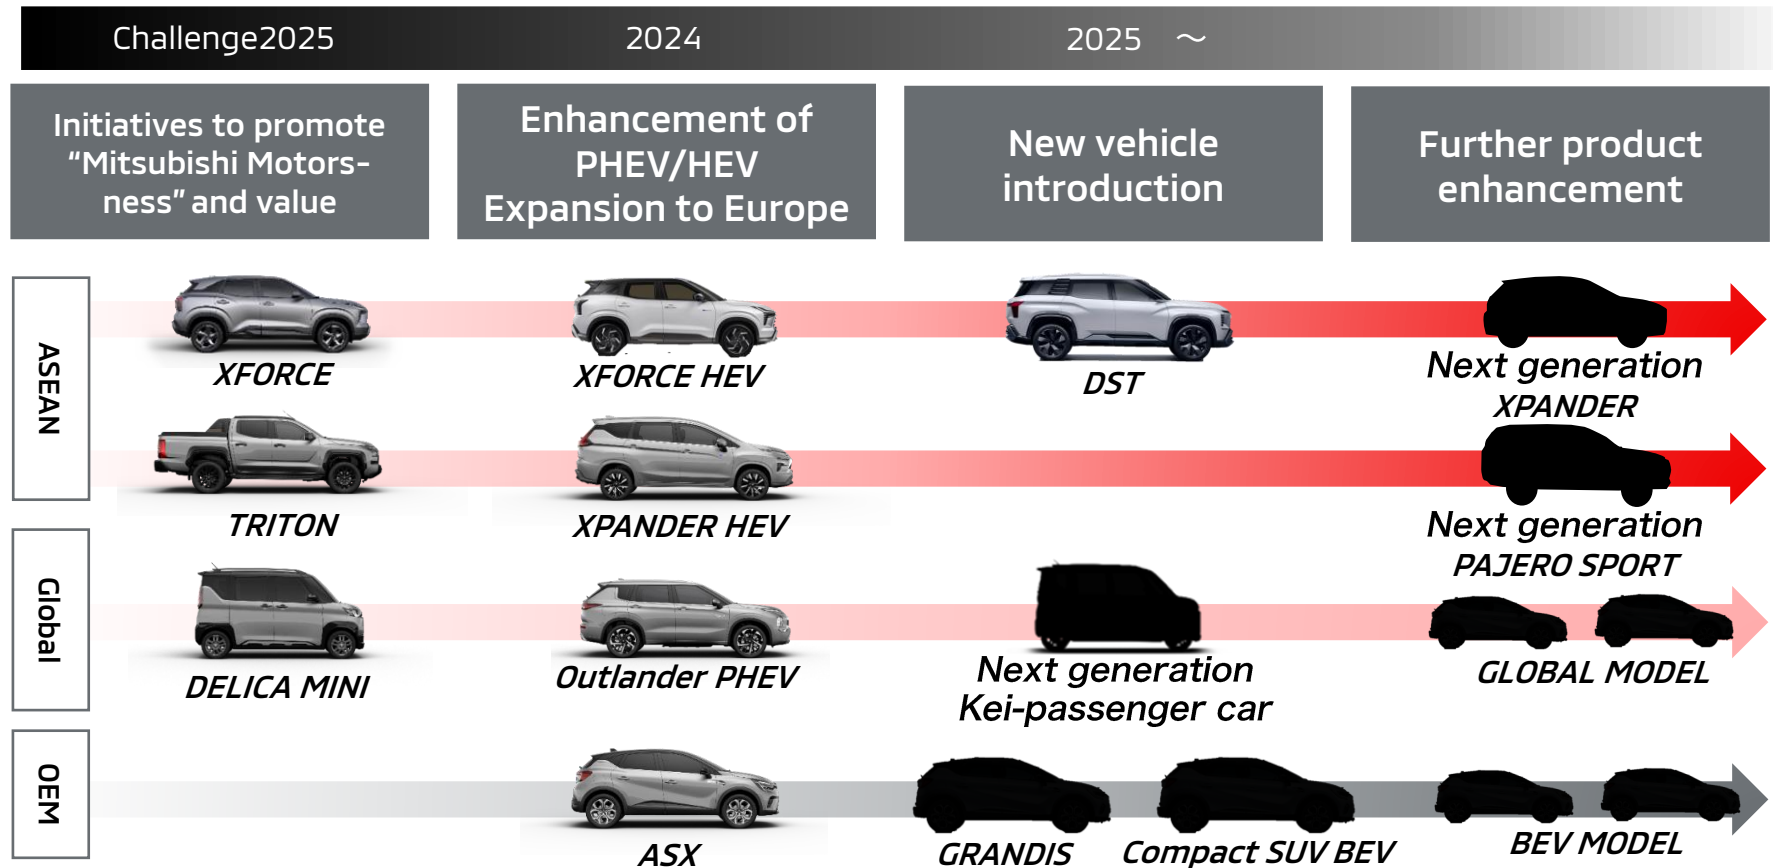 Challenge2025
2024
2025 ～
Initiatives to promote
“Mitsubishi Motors-
ness” and value
Enhancement of
PHEV/HEV
Expansion to Europe
New vehicle
introduction
Further product
enhancement
ASEAN
XFORCE
XFORCE HEV
DST
Next generation
XPANDER
TRITON
XPANDER HEV
Next generation
PAJERO SPORT
Global
DELICA MINI
Outlander PHEV
Next generation
Kei-passenger car
GLOBAL MODEL
OEM
ASX
GRANDIS
Compact SUV BEV
BEV MODEL